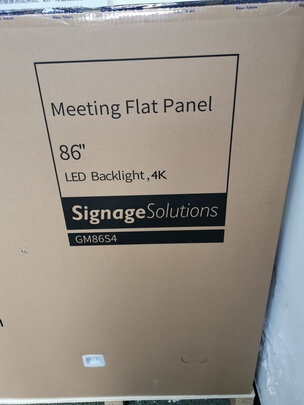 Meeting Flat Panel
86"
LED Backlight,4K
SignageSolutions
GM86S4